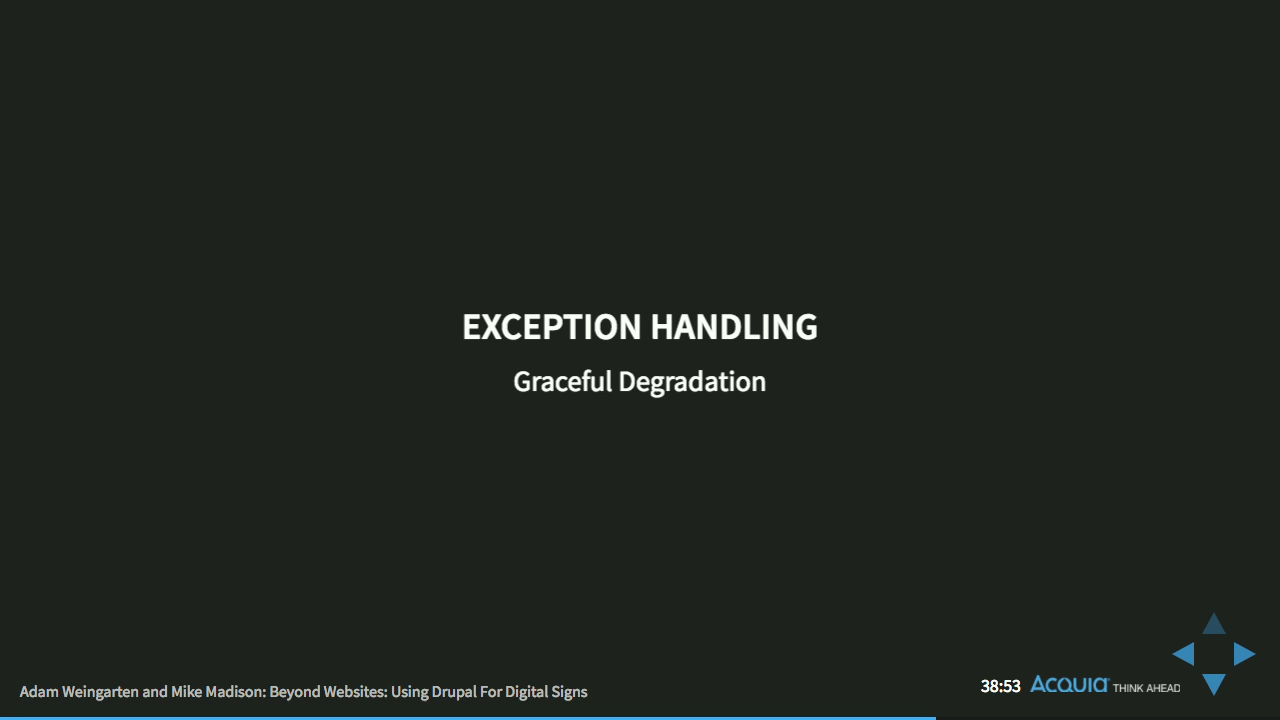 EXCEPTION HANDLING
Graceful Degradation
Adam Weingarten and Mike Madison: Beyond Websites: Using Drupal For Digital Signs
38:53 Acquia THINK AHEAD